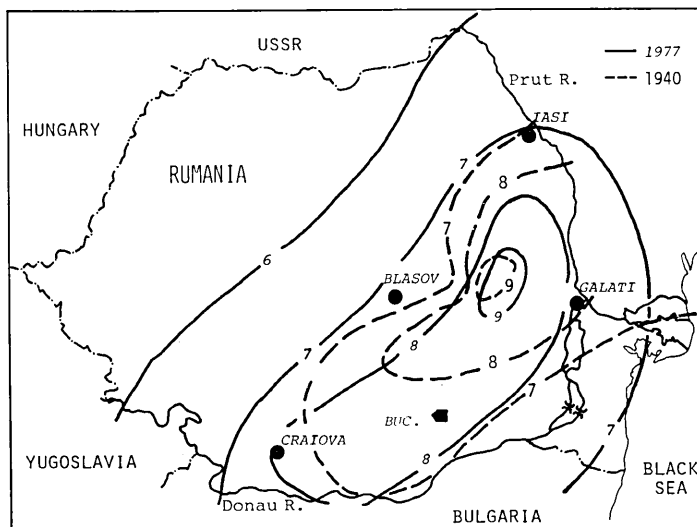 USSR
1977
Prut R.
1940
HUNGARY
IASI
7
8
RUMANIA
7
6
BLASOV
9
GALATI
9
7
8
8
7
BUC.
CRAIOVA
8
7
YUGOSLAVIA
BLACK
SEA
Donau R.
BULGARIA